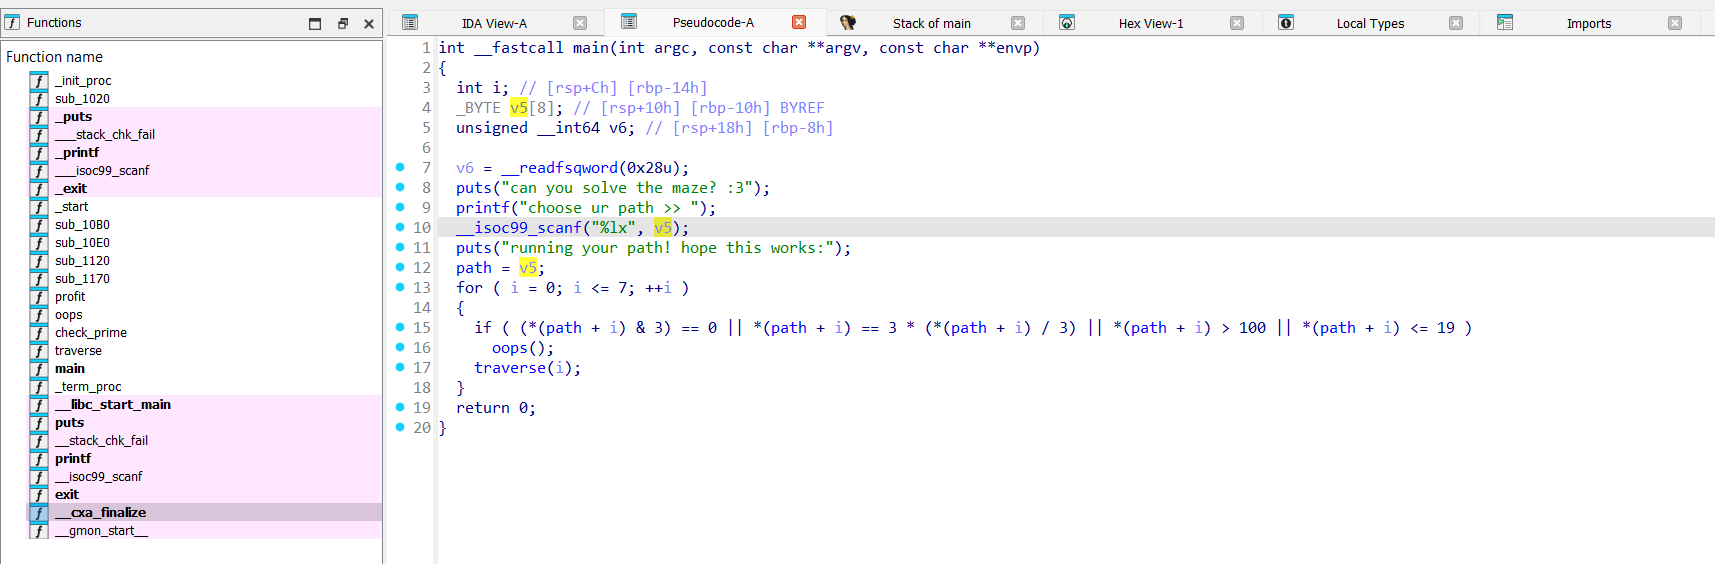 Functions
Function name
_init_proc
sub_1020
_puts
___stack_chk_fail
_printf
___isoc99_scanf
_exit
_start
sub_10B0
sub_10E0
sub_1120
sub_1170
profit
oops
check_prime
traverse
main
_term_proc
__libc_start_main
puts
__stack_chk_fail
printf
__isoc99_scanf
exit
__cxa_finalize
__gmon_start__
IDA View-A Pseudocode-A Stack of main Hex View-1 Local Types Imports
1 int __fastcall main(int argc, const char **argv, const char **envp)
2 {
3 int i; // [rsp+Ch] [rbp-14h]
4 _BYTE v5[8]; // [rsp+10h] [rbp-10h] BYREF
5 unsigned __int64 v6; // [rsp+18h] [rbp-8h]
6
7 v6 = __readfsqword(0x28u);
8 puts("can you solve the maze? :3");
9 printf("choose ur path >> ");
10 __isoc99_scanf("%lx", v5);
11 puts("running your path! hope this works:");
12 path = v5;
13 for ( i = 0; i <= 7; ++i )
14 {
15 if ( (*(path + i) & 3) == 0 || *(path + i) == 3 * (*(path + i) / 3) || *(path + i) > 100 || *(path + i) <= 19 )
16 oops();
17 traverse(i);
18 }
19 return 0;
20 }